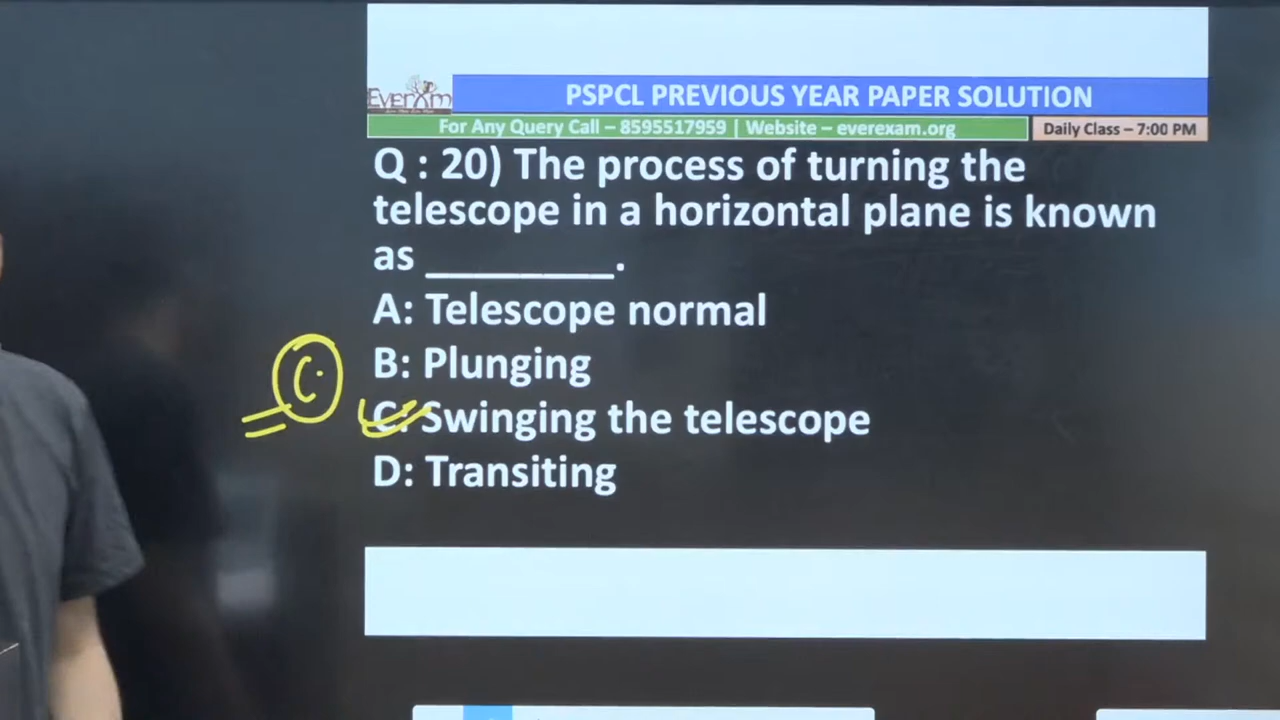 EverExam
PSPCL PREVIOUS YEAR PAPER SOLUTION
For Any Query Call – 8595517959 | Website – everexam.org
Daily Class – 7:00 PM
Q : 20) The process of turning the
telescope in a horizontal plane is known
as _________.
A: Telescope normal
B: Plunging
C: Swinging the telescope
D: Transiting
C